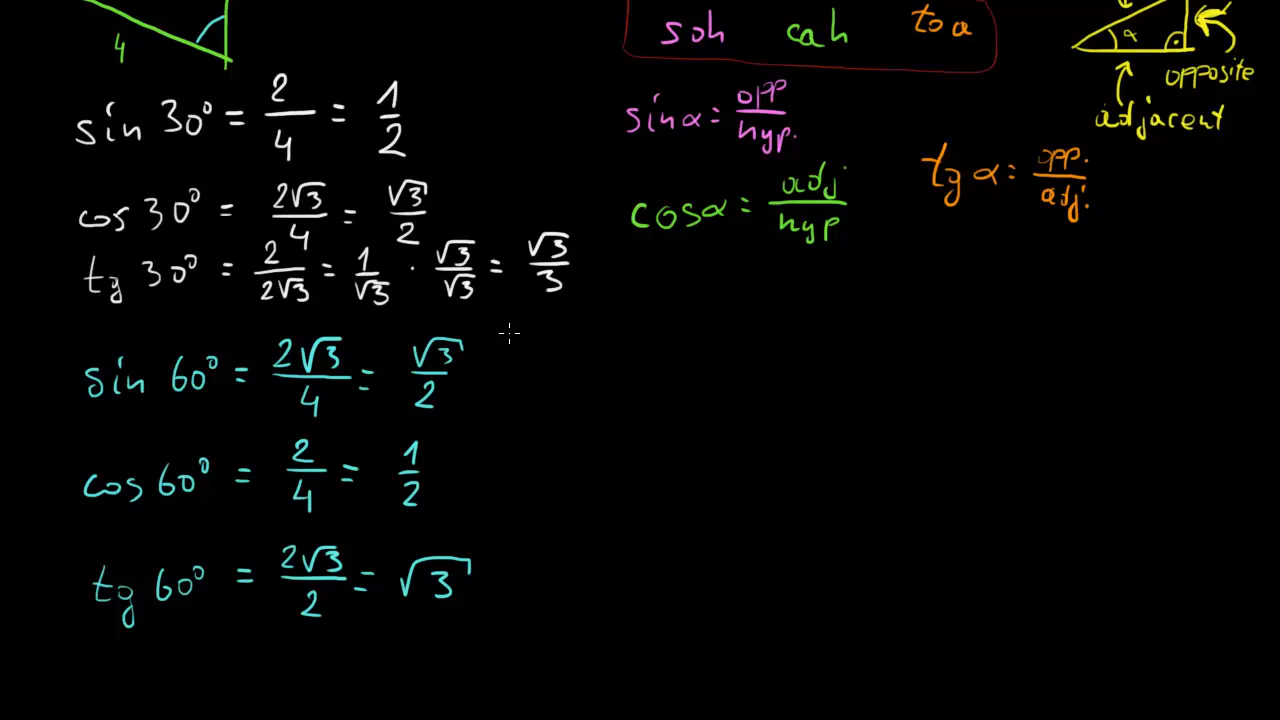 4
soh cah toa
α
opposite
adjacent
sin 30° = 2/4 = 1/2
cos 30° = 2√3/4 = √3/2
tg 30° = 2/2√3 = 1/√3 · √3/√3 = √3/3
sin 60° = 2√3/4 = √3/2
cos 60° = 2/4 = 1/2
tg 60° = 2√3/2 = √3
sin α = opp/hyp.
cos α = adj/hyp
tg α = opp./adj.